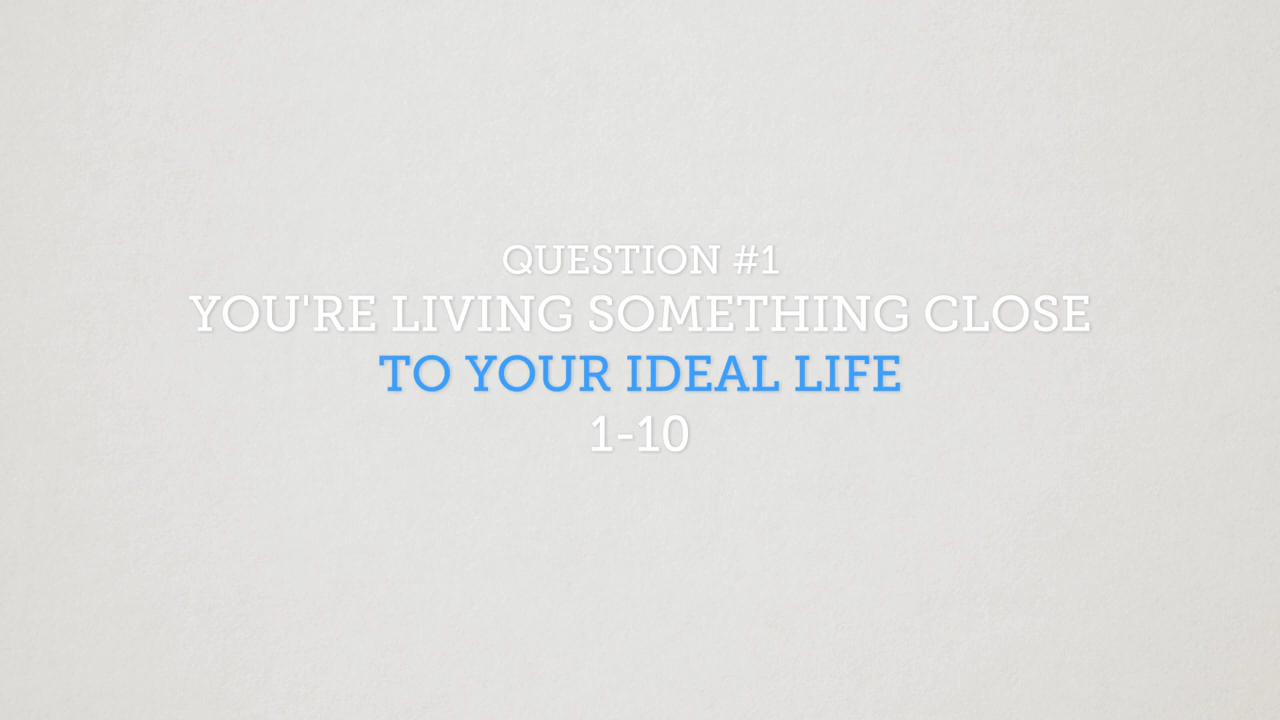 QUESTION #1
YOU'RE LIVING SOMETHING CLOSE
TO YOUR IDEAL LIFE
1-10